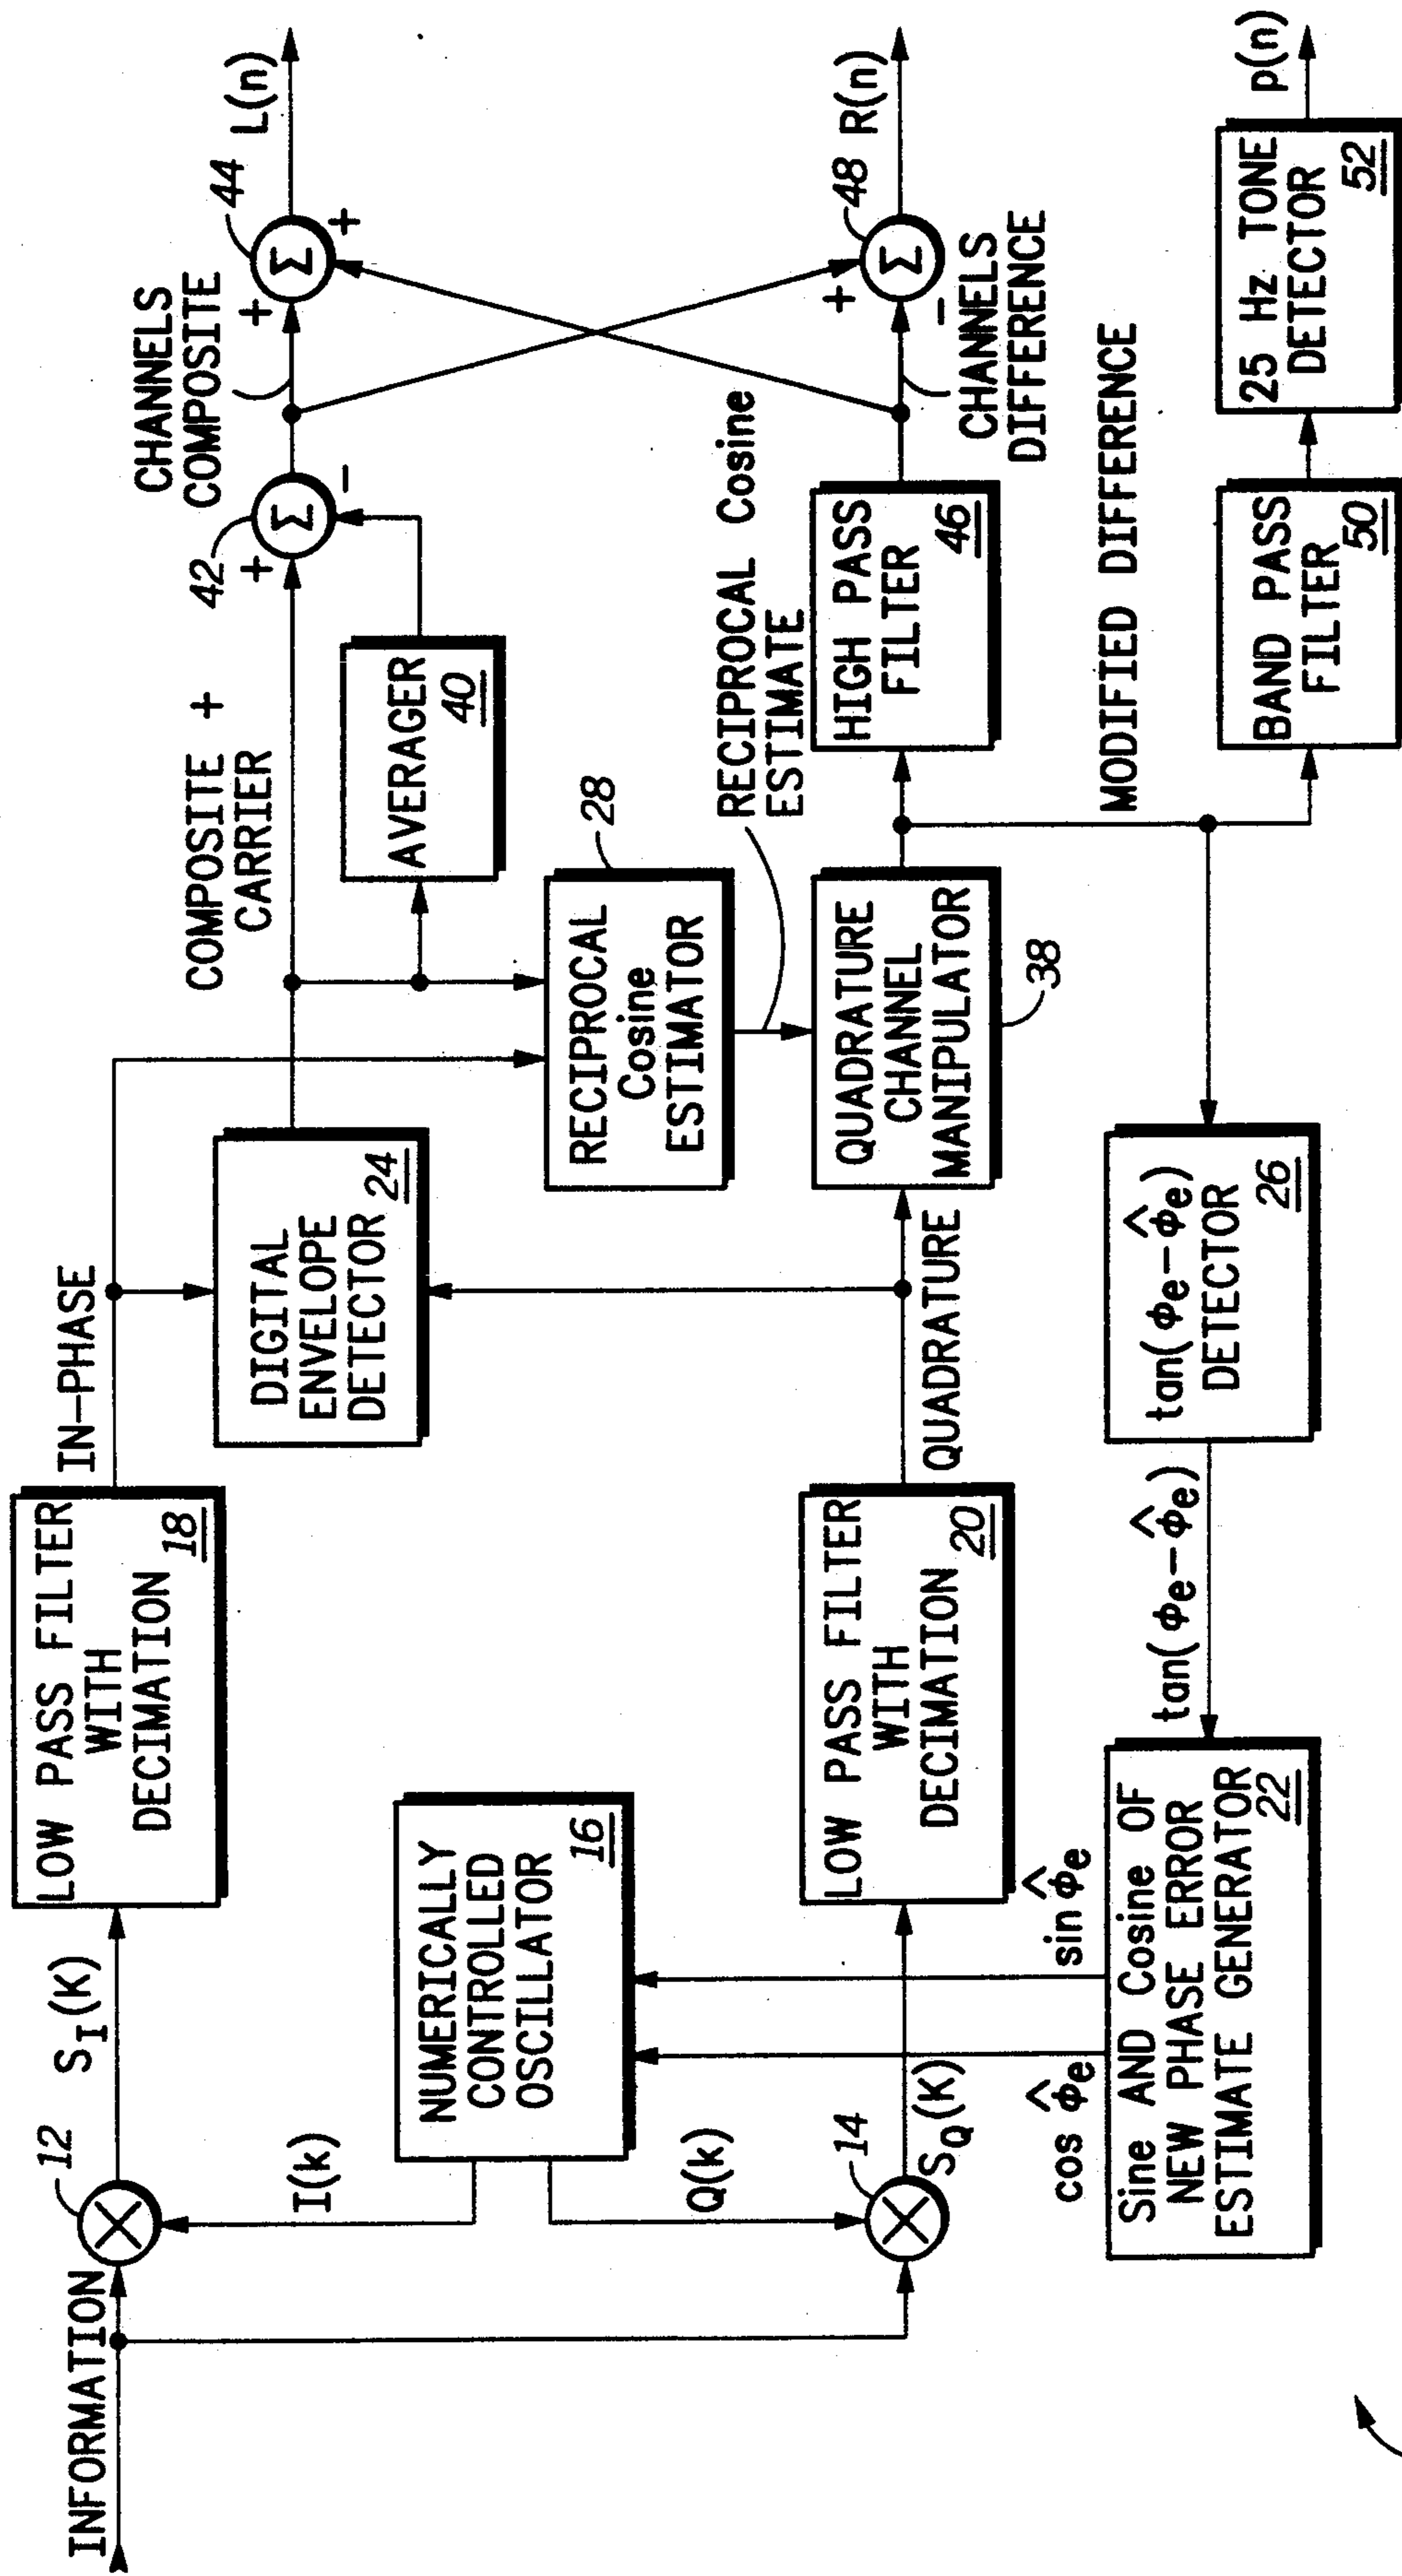 INFORMATION
12
S_I(K)
LOW PASS FILTER
WITH
DECIMATION
18
IN-PHASE
I(k)
NUMERICALLY
CONTROLLED
OSCILLATOR
16
Q(k)
14
S_Q(K)
LOW PASS FILTER
WITH
DECIMATION
20
QUADRATURE
DIGITAL
ENVELOPE
DETECTOR
24
COMPOSITE +
CARRIER
AVERAGER
40
42
+
-
Σ
CHANNELS
COMPOSITE
44
+
+
Σ
L(n)
RECIPROCAL
Cosine
ESTIMATOR
28
RECIPROCAL Cosine
ESTIMATE
QUADRATURE
CHANNEL
MANIPULATOR
38
HIGH PASS
FILTER
46
CHANNELS
DIFFERENCE
48
+
-
Σ
R(n)
MODIFIED DIFFERENCE
BAND PASS
FILTER
50
25 Hz TONE
DETECTOR
52
p(n)
tan(ϕe-ϕ̂e)
DETECTOR
26
tan(ϕe-ϕ̂e)
Sine AND Cosine OF
NEW PHASE ERROR
ESTIMATE GENERATOR
22
cos ϕ̂e
sin ϕ̂e